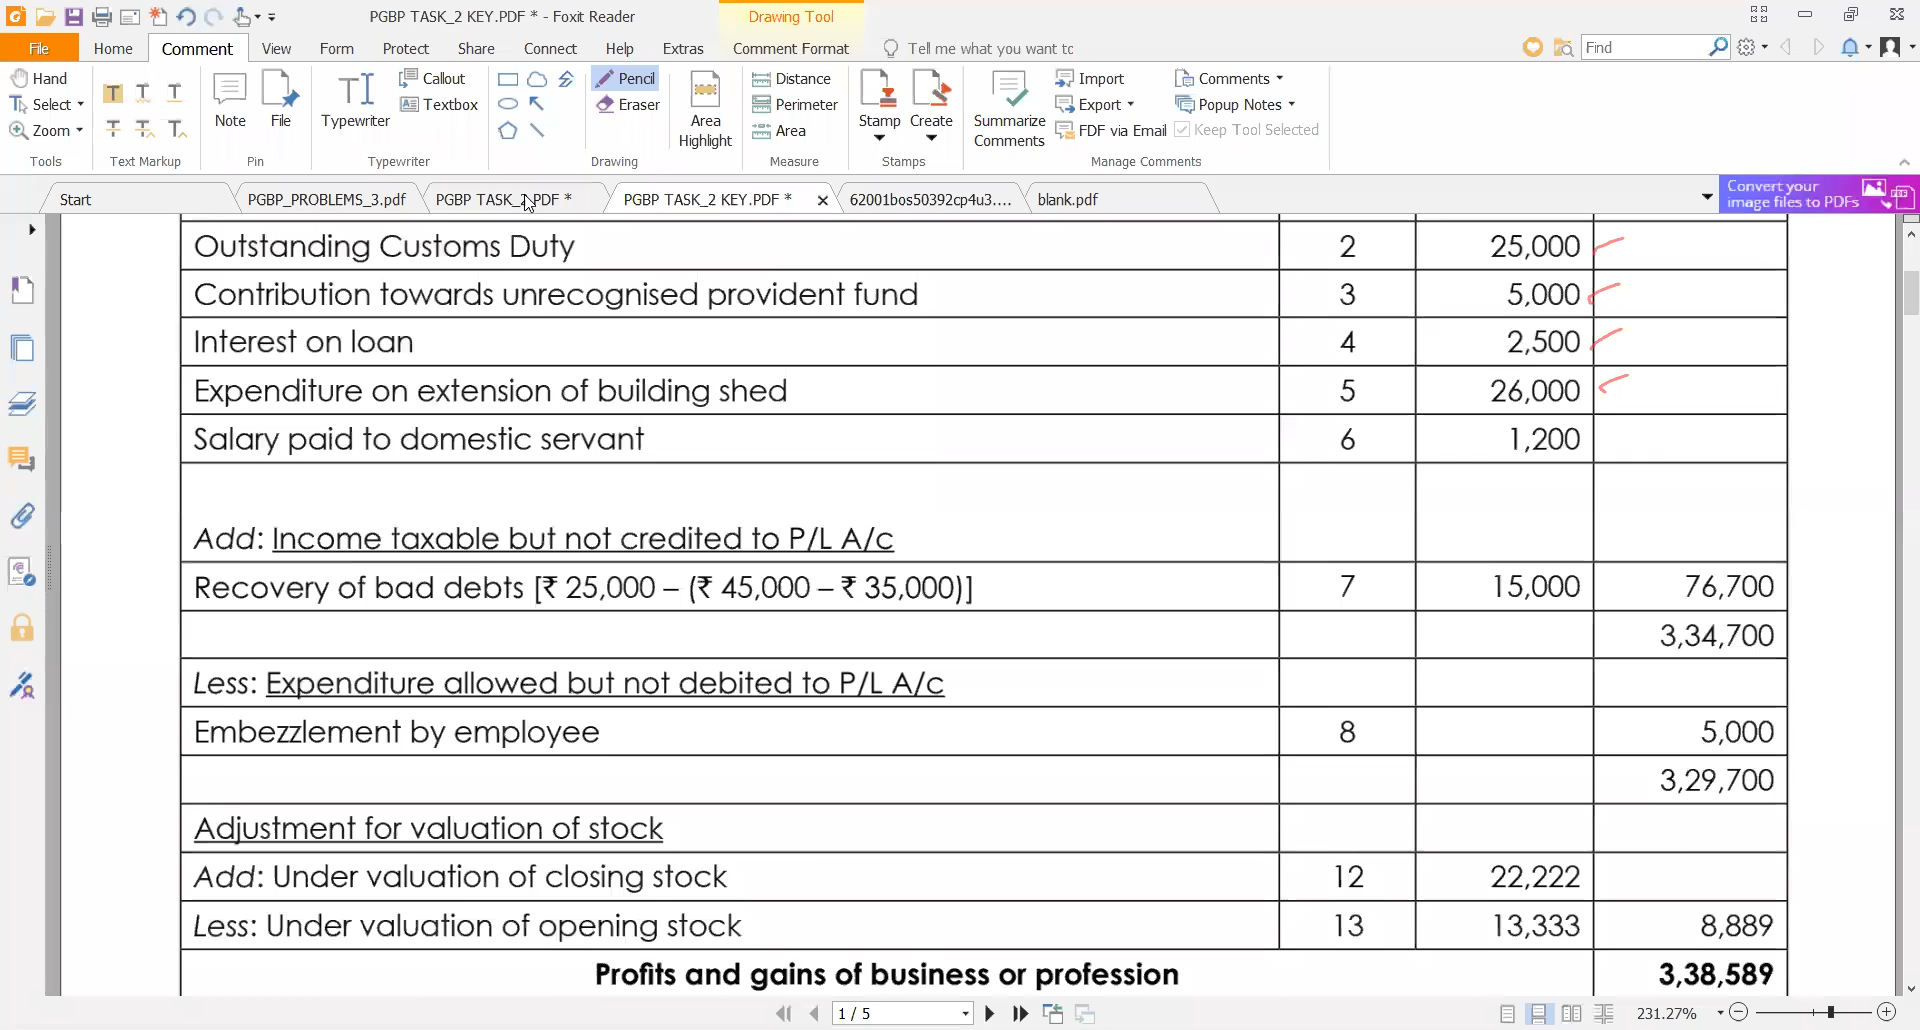 PGBP TASK_2 KEY.PDF * - Foxit Reader
Drawing Tool
File Home Comment View Form Protect Share Connect Help Extras Comment Format Tell me what you want to Find
Hand
Select
Zoom
Tools
Text Markup
Note
File
Pin
Typewriter
Callout
Textbox
Typewriter
Pencil
Eraser
Drawing
Area
Highlight
Distance
Perimeter
Area
Measure
Stamp
Create
Stamps
Summarize
Comments
Import
Export
FDF via Email
Comments
Popup Notes
Keep Tool Selected
Manage Comments
Start PGBP_PROBLEMS_3.pdf PGBP TASK_2.PDF * PGBP TASK_2 KEY.PDF * 62001bos50392cp4u3.... blank.pdf
Convert your
image files to PDFs
Outstanding Customs Duty 2 25,000
Contribution towards unrecognised provident fund 3 5,000
Interest on loan 4 2,500
Expenditure on extension of building shed 5 26,000
Salary paid to domestic servant 6 1,200
Add: Income taxable but not credited to P/L A/c
Recovery of bad debts [₹ 25,000 – (₹ 45,000 – ₹ 35,000)] 7 15,000 76,700
3,34,700
Less: Expenditure allowed but not debited to P/L A/c
Embezzlement by employee 8 5,000
3,29,700
Adjustment for valuation of stock
Add: Under valuation of closing stock 12 22,222
Less: Under valuation of opening stock 13 13,333 8,889
Profits and gains of business or profession 3,38,589
1 / 5
231.27%